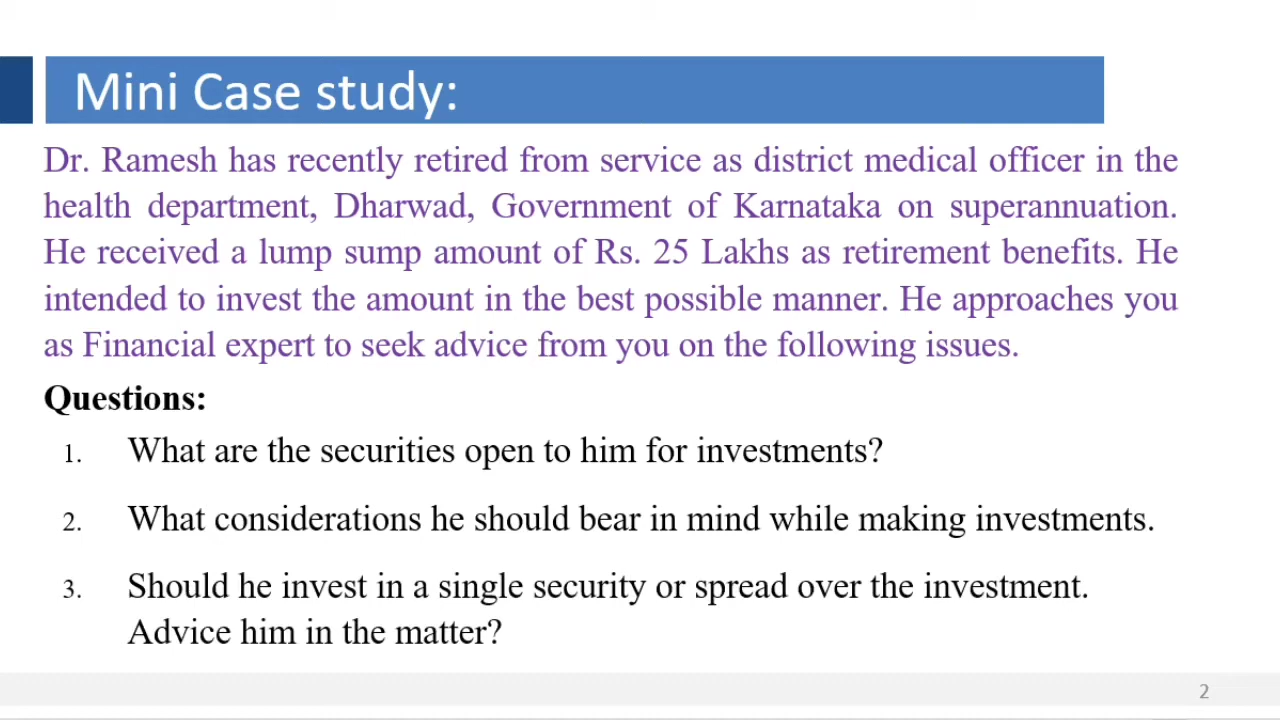 Mini Case study:
Dr. Ramesh has recently retired from service as district medical officer in the
health department, Dharwad, Government of Karnataka on superannuation.
He received a lump sump amount of Rs. 25 Lakhs as retirement benefits. He
intended to invest the amount in the best possible manner. He approaches you
as Financial expert to seek advice from you on the following issues.
Questions:
1. What are the securities open to him for investments?
2. What considerations he should bear in mind while making investments.
3. Should he invest in a single security or spread over the investment.
Advice him in the matter?
2